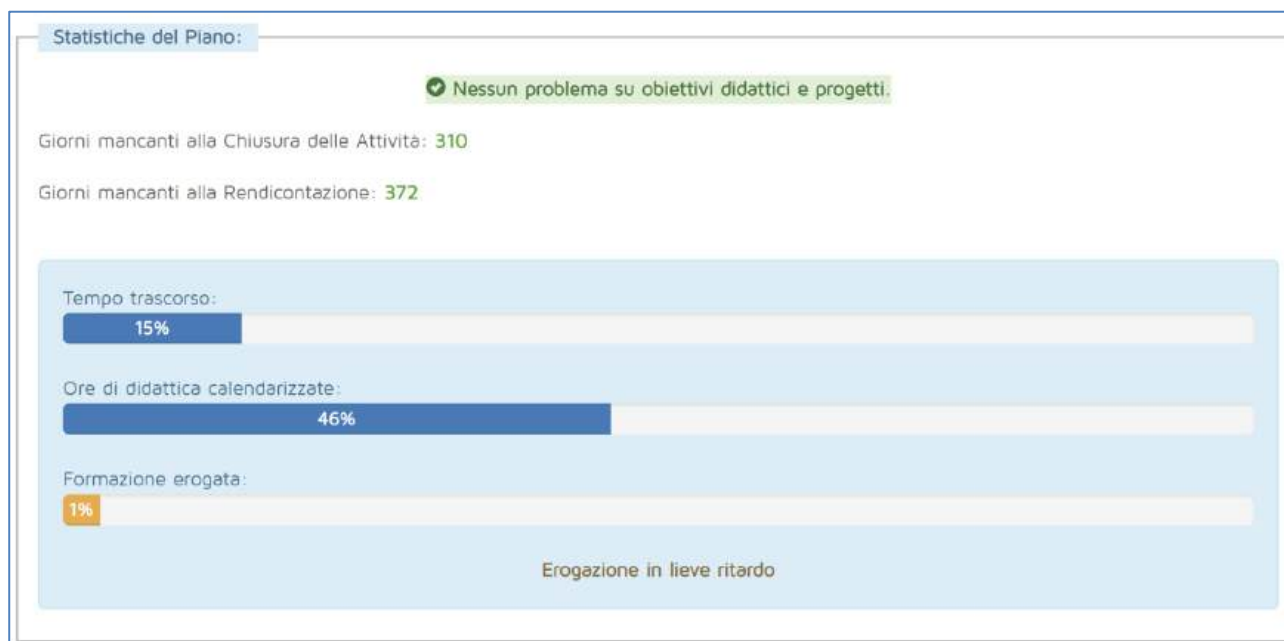 Statistiche del Piano:
Nessun problema su obiettivi didattici e progetti.
Giorni mancanti alla Chiusura delle Attività: 310
Giorni mancanti alla Rendicontazione: 372
Tempo trascorso:
15%
Ore di didattica calendarizzate:
46%
Formazione erogata:
1%
Erogazione in lieve ritardo